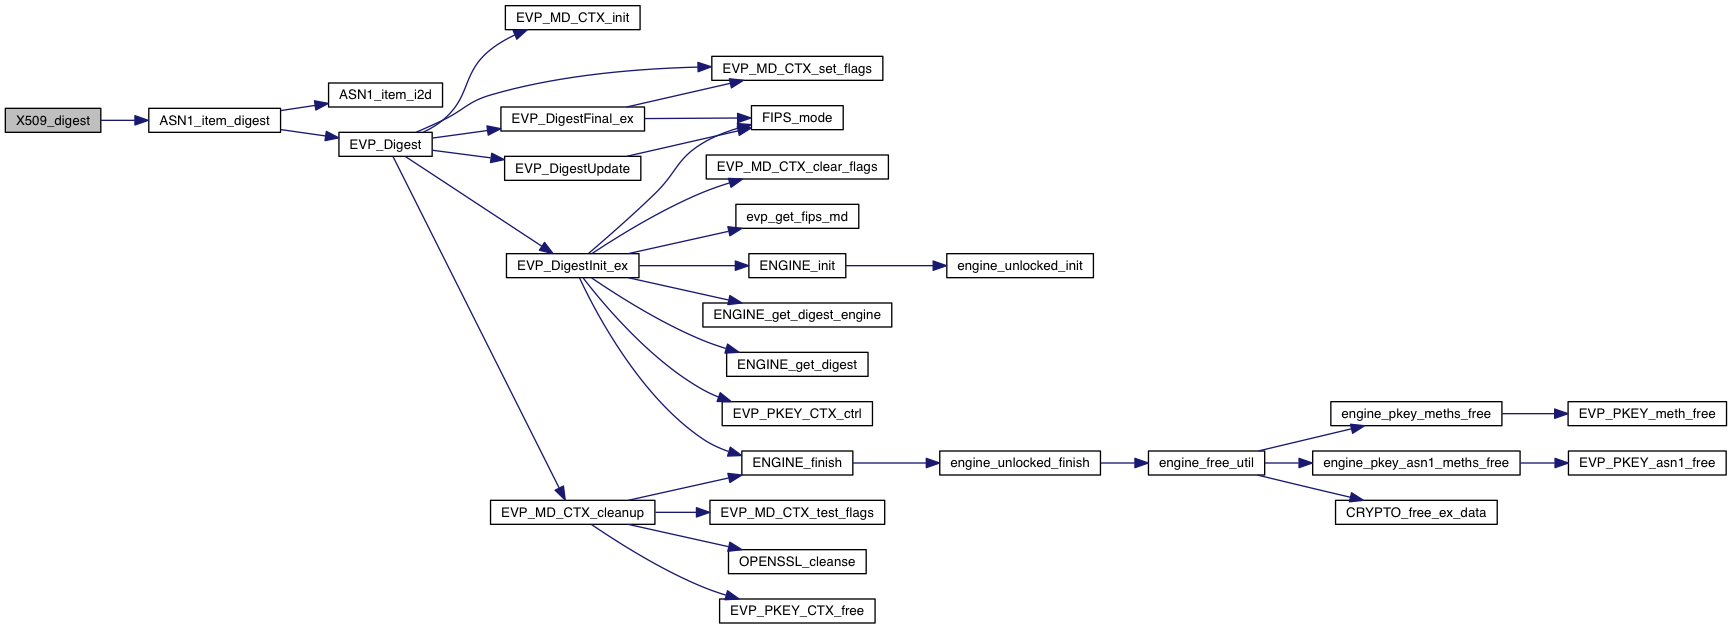 X509_digest
ASN1_item_digest
ASN1_item_i2d
EVP_Digest
EVP_MD_CTX_init
EVP_MD_CTX_set_flags
EVP_DigestFinal_ex
FIPS_mode
EVP_DigestUpdate
EVP_MD_CTX_clear_flags
evp_get_fips_md
EVP_DigestInit_ex
ENGINE_init
engine_unlocked_init
ENGINE_get_digest_engine
ENGINE_get_digest
EVP_PKEY_CTX_ctrl
ENGINE_finish
engine_unlocked_finish
engine_free_util
engine_pkey_meths_free
EVP_PKEY_meth_free
engine_pkey_asn1_meths_free
EVP_PKEY_asn1_free
CRYPTO_free_ex_data
EVP_MD_CTX_cleanup
EVP_MD_CTX_test_flags
OPENSSL_cleanse
EVP_PKEY_CTX_free